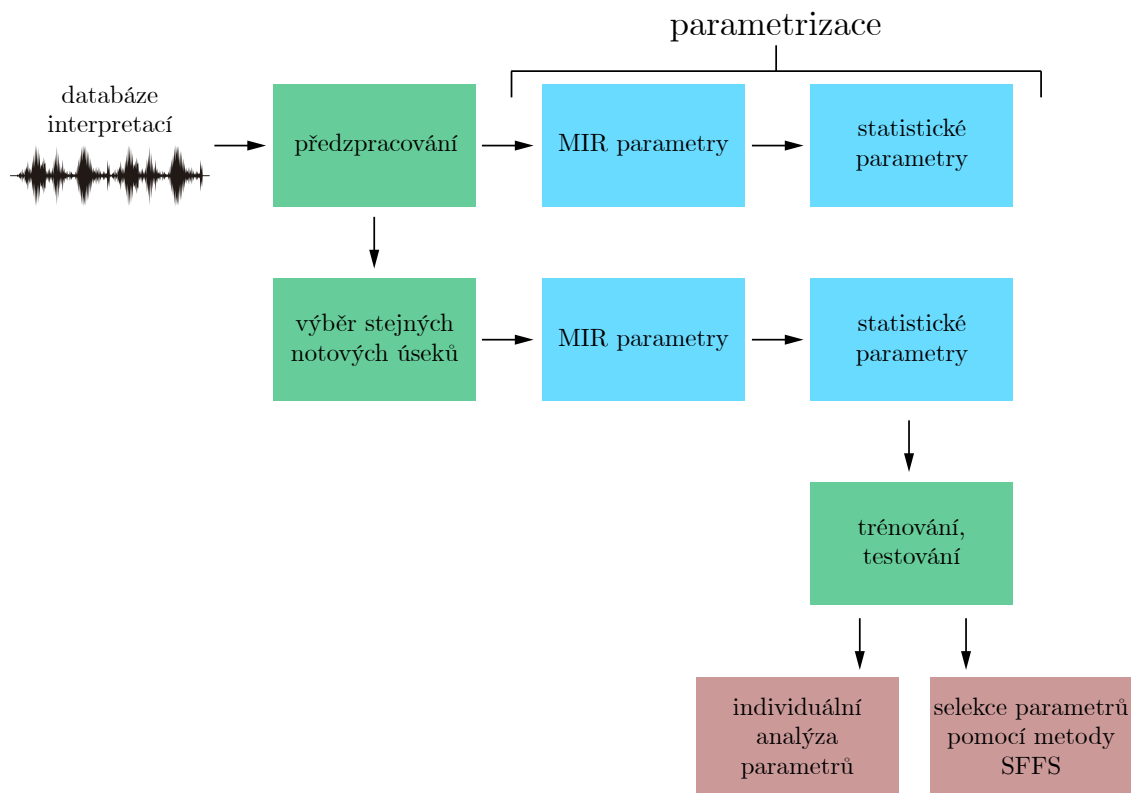 parametrizace
databáze
interpretací
předzpracování
MIR parametry
statistické
parametry
výběr stejných
notových úseků
MIR parametry
statistické
parametry
trénování,
testování
individuální
analýza
parametrů
selekce parametrů
pomocí metody
SFFS